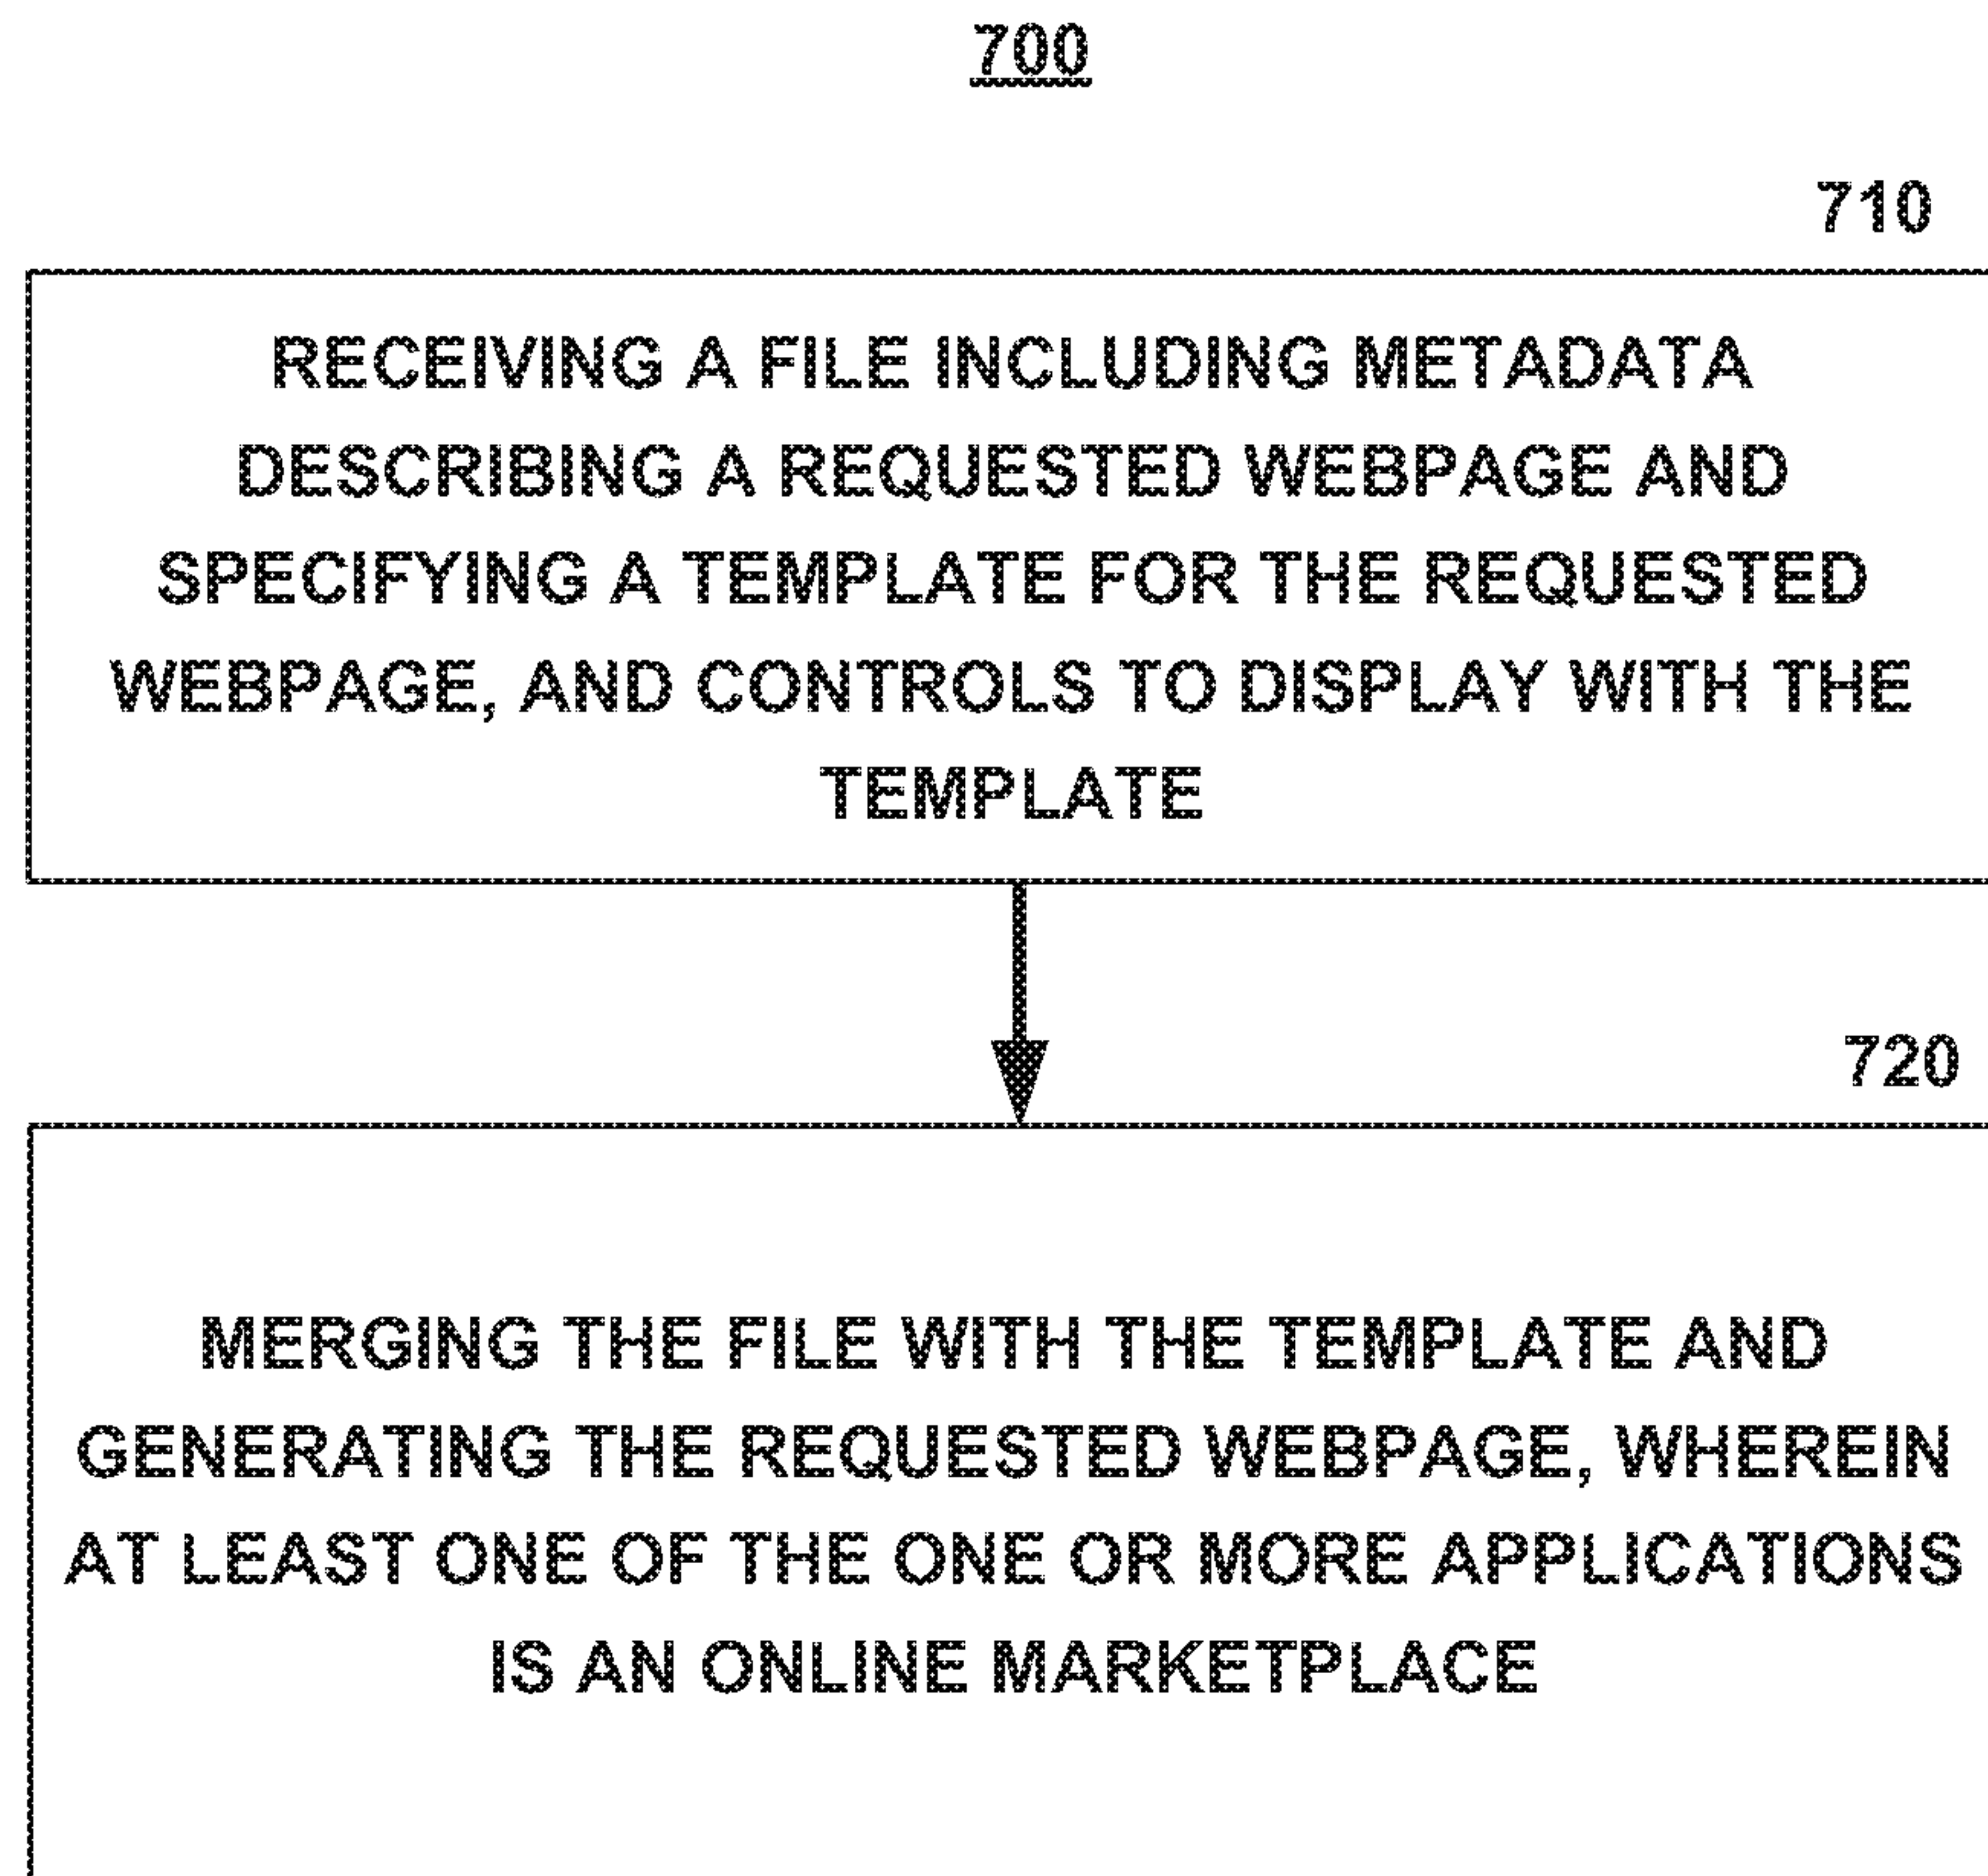 700
710
RECEIVING A FILE INCLUDING METADATA
DESCRIBING A REQUESTED WEBPAGE AND
SPECIFYING A TEMPLATE FOR THE REQUESTED
WEBPAGE, AND CONTROLS TO DISPLAY WITH THE
TEMPLATE
720
MERGING THE FILE WITH THE TEMPLATE AND
GENERATING THE REQUESTED WEBPAGE, WHEREIN
AT LEAST ONE OF THE ONE OR MORE APPLICATIONS
IS AN ONLINE MARKETPLACE